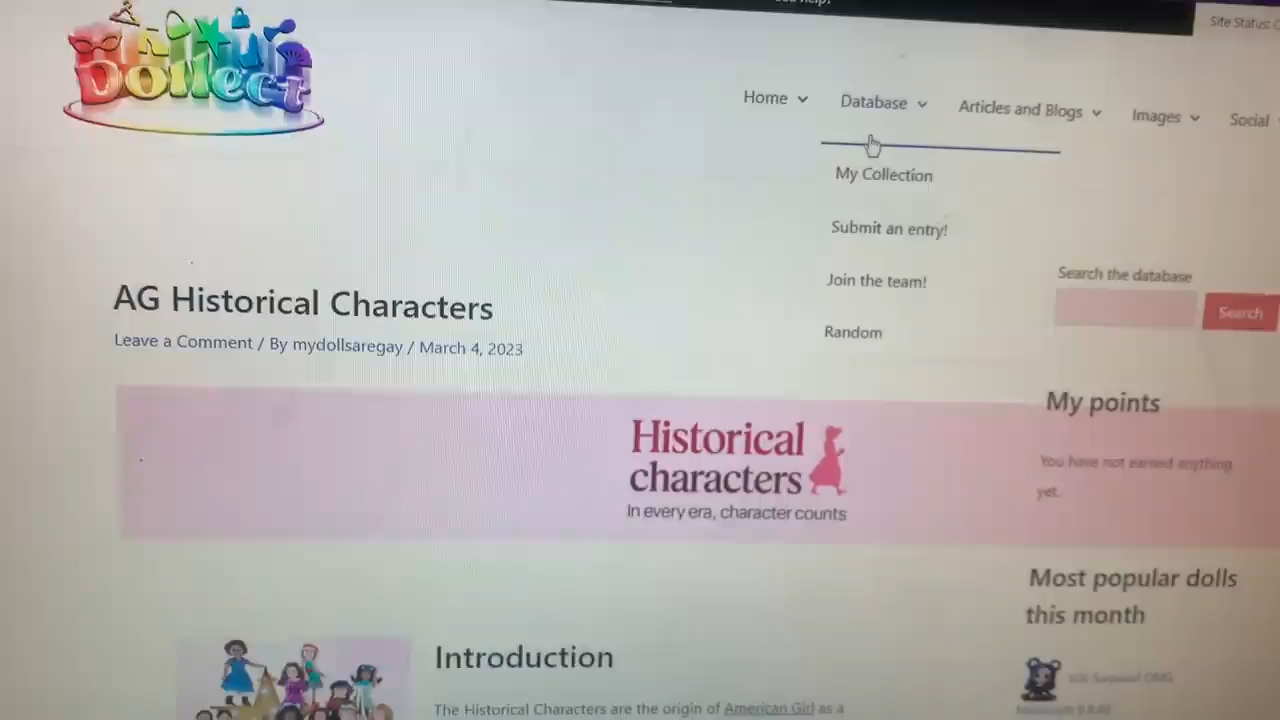 Site Status:
Dollect
Home
Database
Articles and Blogs
Images
Social
My Collection
Submit an entry!
Join the team!
Random
Search the database
Search
AG Historical Characters
Leave a Comment / By mydollsaregay / March 4, 2023
My points
You have not earned anything
yet.
Historical
characters
In every era, character counts
Most popular dolls
this month
Introduction
The Historical Characters are the origin of American Girl as a